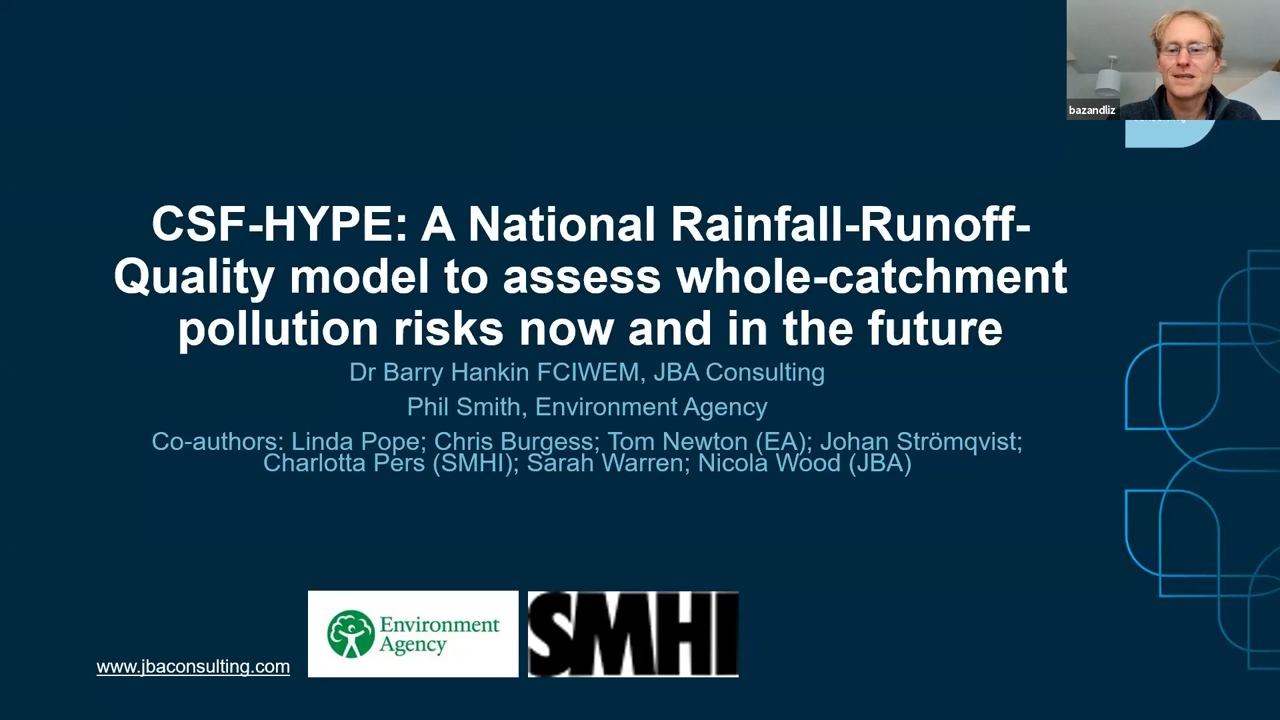 bazandliz
CSF-HYPE: A National Rainfall-Runoff-
Quality model to assess whole-catchment
pollution risks now and in the future
Dr Barry Hankin FCIWEM, JBA Consulting
Phil Smith, Environment Agency
Co-authors: Linda Pope; Chris Burgess; Tom Newton (EA); Johan Strömqvist;
Charlotta Pers (SMHI); Sarah Warren; Nicola Wood (JBA)
Environment
Agency
SMHI
www.jbaconsulting.com